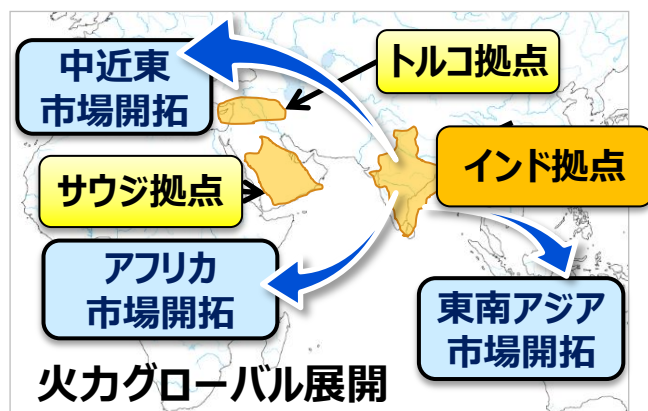 中近東
市場開拓
トルコ拠点
サウジ拠点
インド拠点
アフリカ
市場開拓
東南アジア
市場開拓
火力グローバル展開